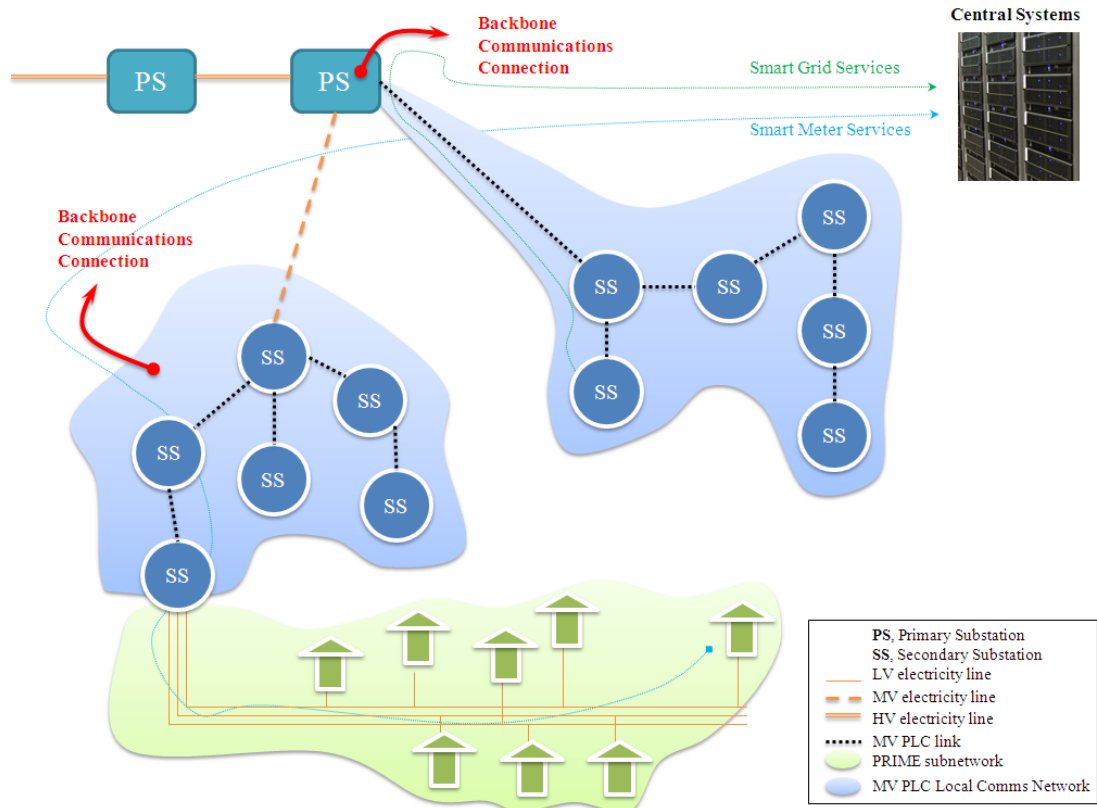 Central Systems
Backbone
Communications
Connection
PS
PS
Smart Grid Services
Smart Meter Services
Backbone
Communications
Connection
SS
SS
SS
SS
SS
SS
SS
SS
SS
SS
SS
SS
PS, Primary Substation
SS, Secondary Substation
LV electricity line
MV electricity line
HV electricity line
MV PLC link
PRIME subnetwork
MV PLC Local Comms Network